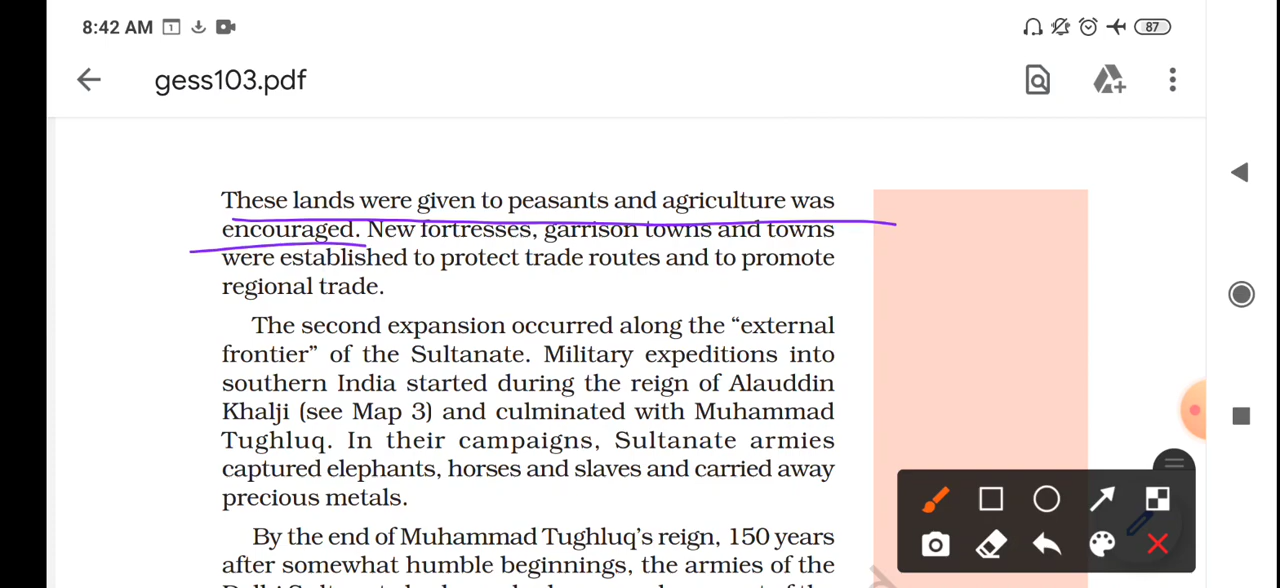 8:42 AM
1
87
gess103.pdf
These lands were given to peasants and agriculture was
encouraged. New fortresses, garrison towns and towns
were established to protect trade routes and to promote
regional trade.
The second expansion occurred along the “external
frontier” of the Sultanate. Military expeditions into
southern India started during the reign of Alauddin
Khalji (see Map 3) and culminated with Muhammad
Tughluq. In their campaigns, Sultanate armies
captured elephants, horses and slaves and carried away
precious metals.
By the end of Muhammad Tughluq’s reign, 150 years
after somewhat humble beginnings, the armies of the